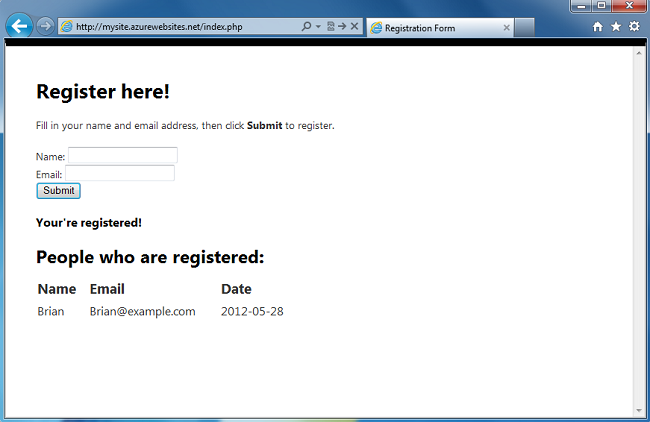 http://mysite.azurewebsites.net/index.php
Registration Form
Register here!
Fill in your name and email address, then click Submit to register.
Name:
Email:
Submit
Your're registered!
People who are registered:
Name Email Date
Brian Brian@example.com 2012-05-28